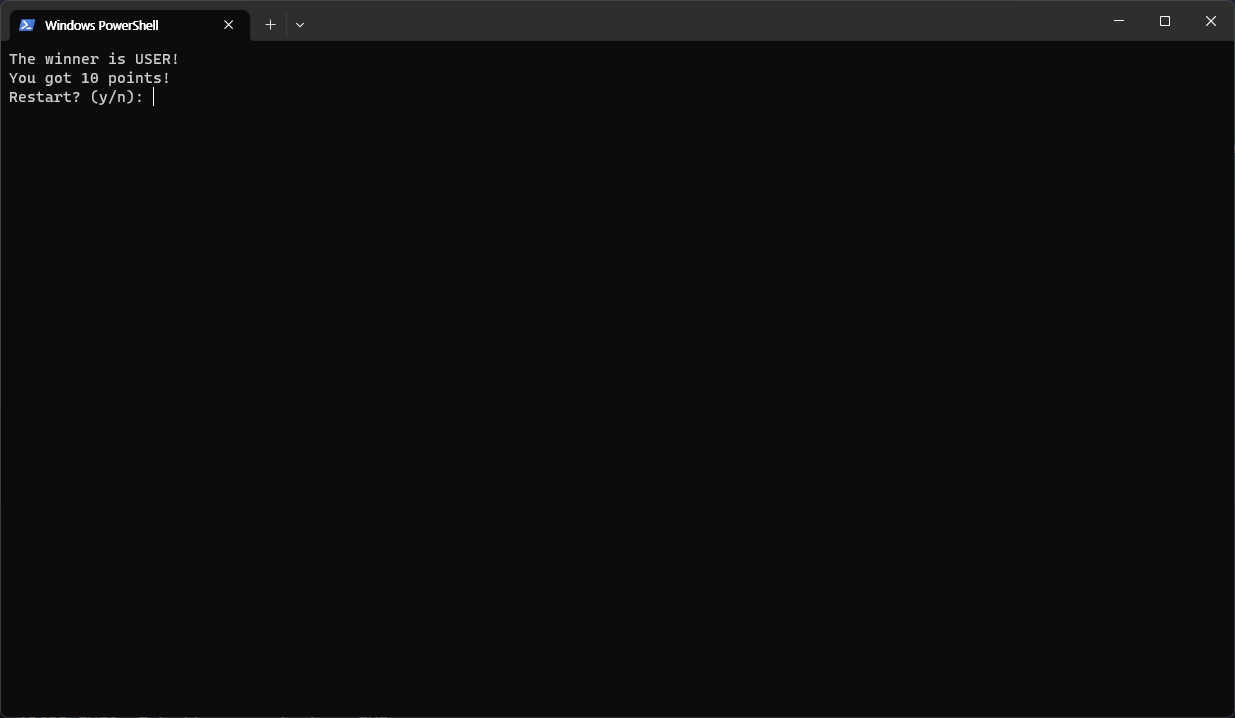 Windows PowerShell
The winner is USER!
You got 10 points!
Restart? (y/n):